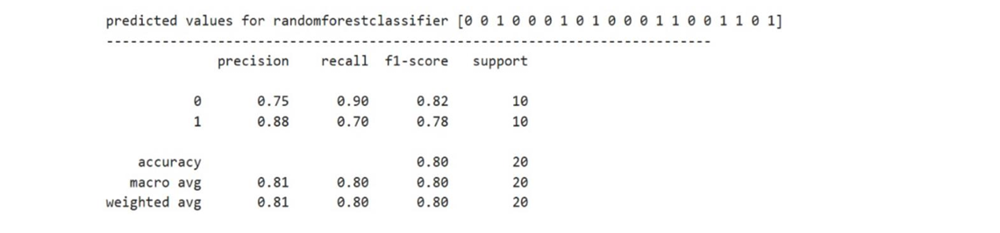 predicted values for randomforestclassifier [0 0 1 0 0 0 1 0 1 0 0 0 1 1 0 0 1 1 0 1]
---------------------------------------------------------------------------
precision recall f1-score support
0 0.75 0.90 0.82 10
1 0.88 0.70 0.78 10
accuracy 0.80 20
macro avg 0.81 0.80 0.80 20
weighted avg 0.81 0.80 0.80 20